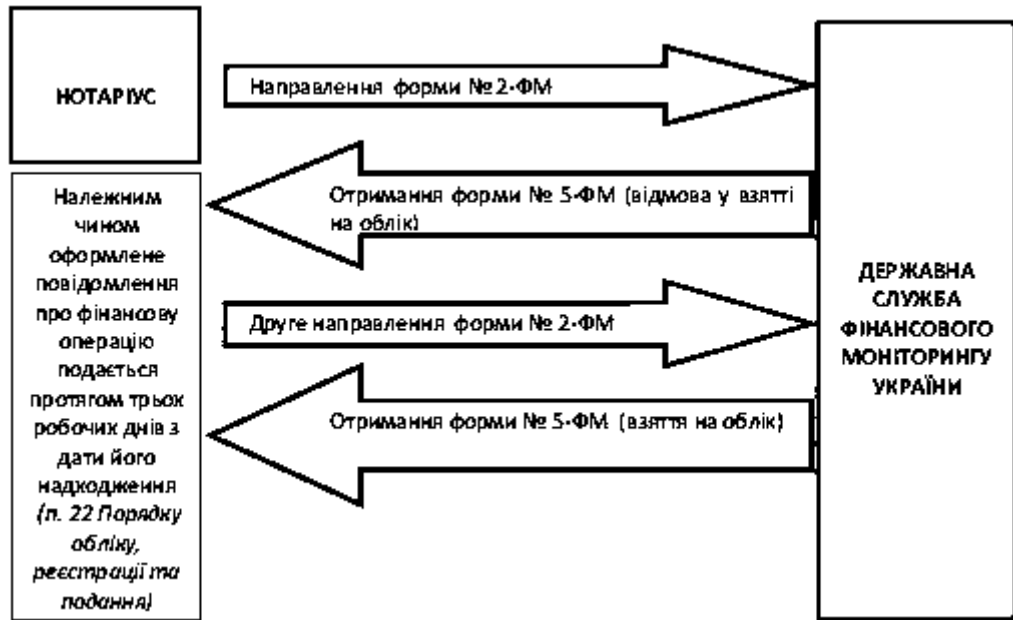 НОТАРІУС
Направлення форми № 2-ФМ
Отримання форми № 5-ФМ (відмова у взятті
на облік)
Належним
чином
оформлене
повідомлення
про фінансову
операцію
подається
протягом трьох
робочих днів з
дати його
надходження
(п. 22 Порядку
обліку,
реєстрації та
подання)
Друге направлення форми № 2-ФМ
Отримання форми № 5-ФМ (взяття на облік)
ДЕРЖАВНА
СЛУЖБА
ФІНАНСОВОГО
МОНІТОРИНГУ
УКРАЇНИ